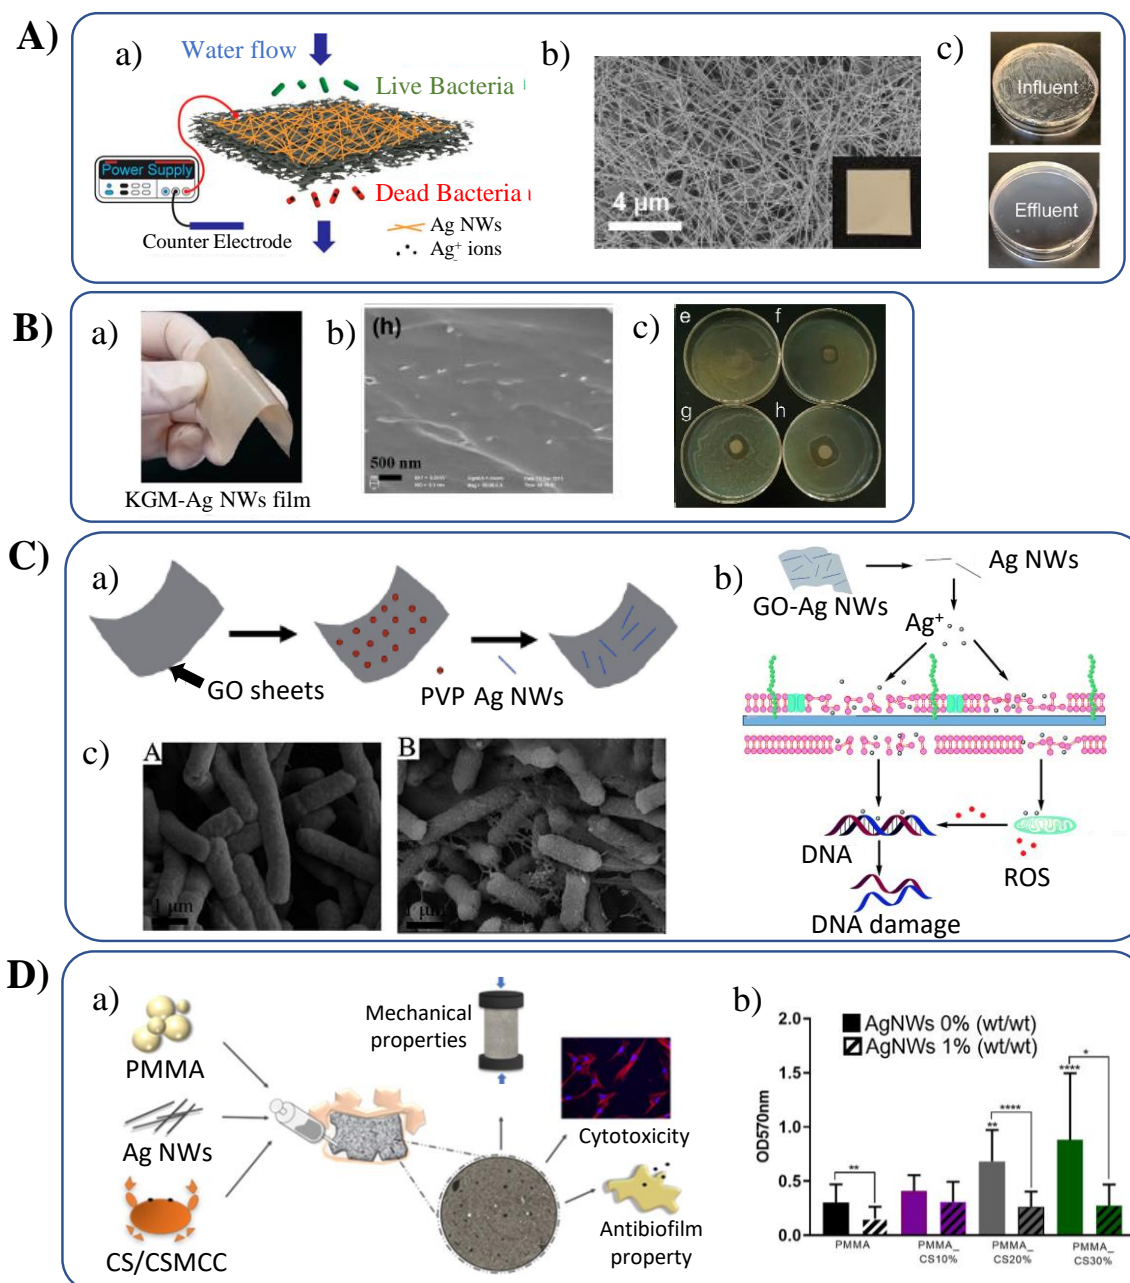 A)
a)
Water flow
Live Bacteria
Power Supply
Dead Bacteria
Counter Electrode
Ag NWs
Ag⁺ ions
b)
4 μm
c)
Influent
Effluent
B)
a)
KGM-Ag NWs film
b)
(h)
500 nm
c)
e
f
g
h
C)
a)
GO sheets
PVP
Ag NWs
b)
GO-Ag NWs
Ag NWs
Ag⁺
DNA
ROS
DNA damage
c)
A
1 μm
B
1 μm
D)
a)
PMMA
Ag NWs
CS/CSMCC
Mechanical
properties
Cytotoxicity
Antibiofilm
property
b)
AgNWs 0% (wt/wt)
AgNWs 1% (wt/wt)
OD570nm
2.0
1.5
1.0
0.5
0.0
**
**
****
****
*
PMMA
PMMA_
CS10%
PMMA_
CS20%
PMMA_
CS30%